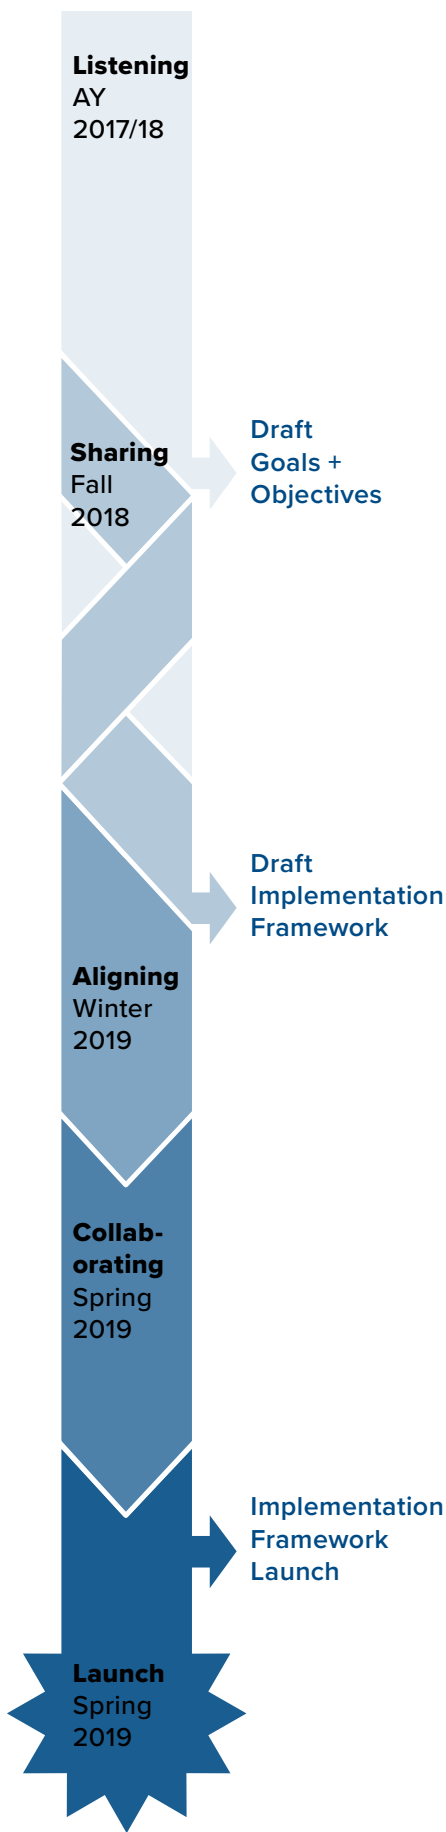 Listening
AY
2017/18
Draft
Goals +
Objectives
Sharing
Fall
2018
Draft
Implementation
Framework
Aligning
Winter
2019
Collab-
orating
Spring
2019
Implementation
Framework
Launch
Launch
Spring
2019